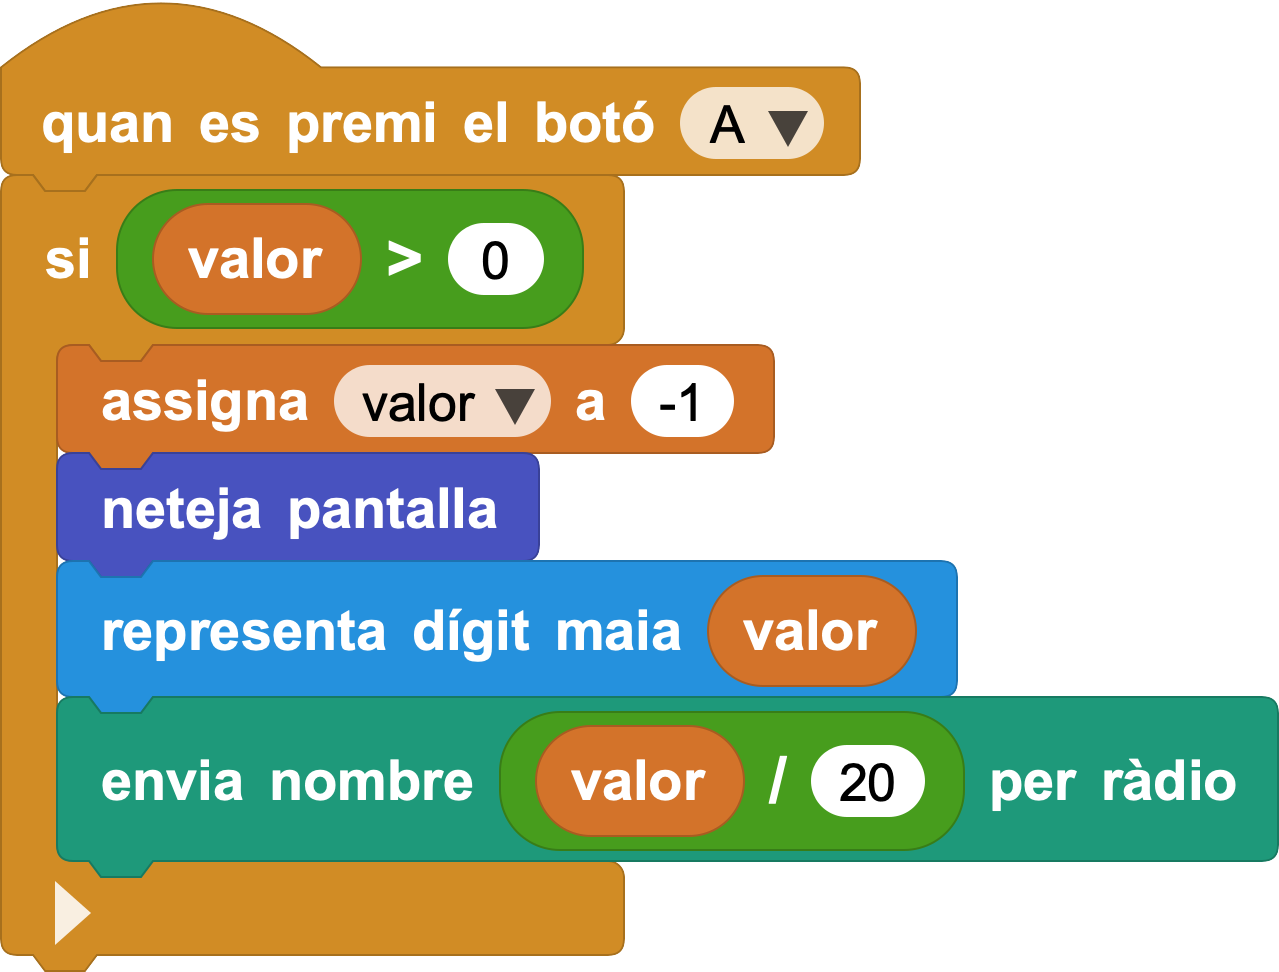 quan es premi el botó A
si valor > 0
assigna valor a -1
neteja pantalla
representa dígit maia valor
envia nombre valor / 20 per ràdio